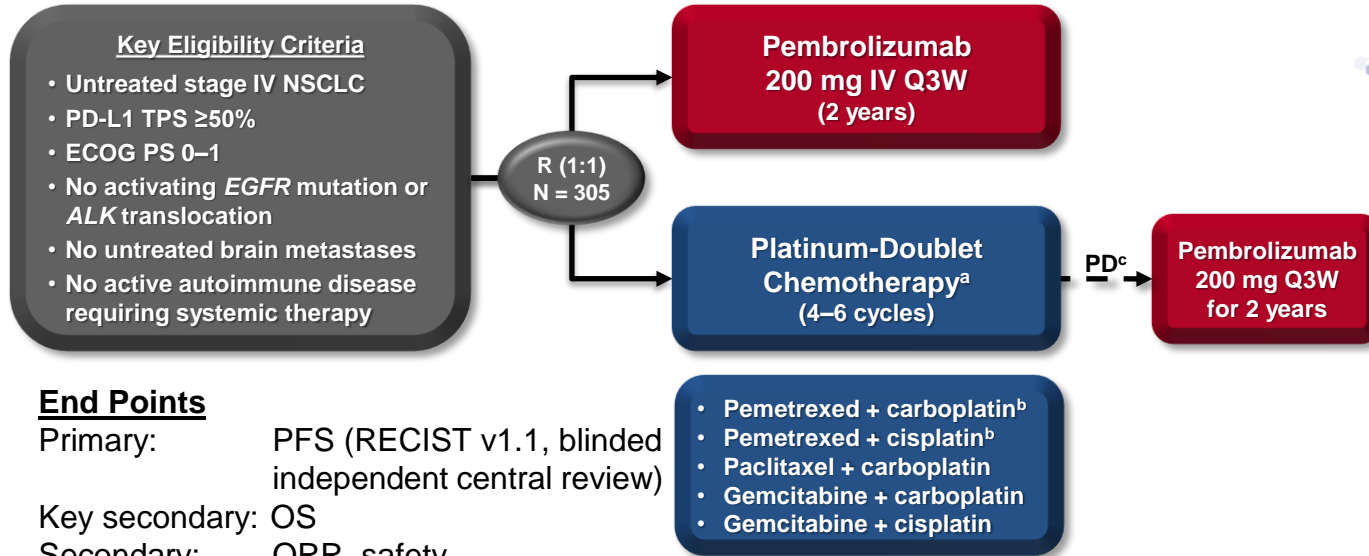 Key Eligibility Criteria
• Untreated stage IV NSCLC
• PD-L1 TPS ≥50%
• ECOG PS 0–1
• No activating EGFR mutation or
ALK translocation
• No untreated brain metastases
• No active autoimmune disease
requiring systemic therapy
R (1:1)
N = 305
Pembrolizumab
200 mg IV Q3W
(2 years)
Platinum-Doublet
Chemotherapyᵃ
(4–6 cycles)
PDᶜ
Pembrolizumab
200 mg Q3W
for 2 years
• Pemetrexed + carboplatinᵇ
• Pemetrexed + cisplatinᵇ
• Paclitaxel + carboplatin
• Gemcitabine + carboplatin
• Gemcitabine + cisplatin
End Points
Primary: PFS (RECIST v1.1, blinded
independent central review)
Key secondary: OS
Secondary: ORR, safety